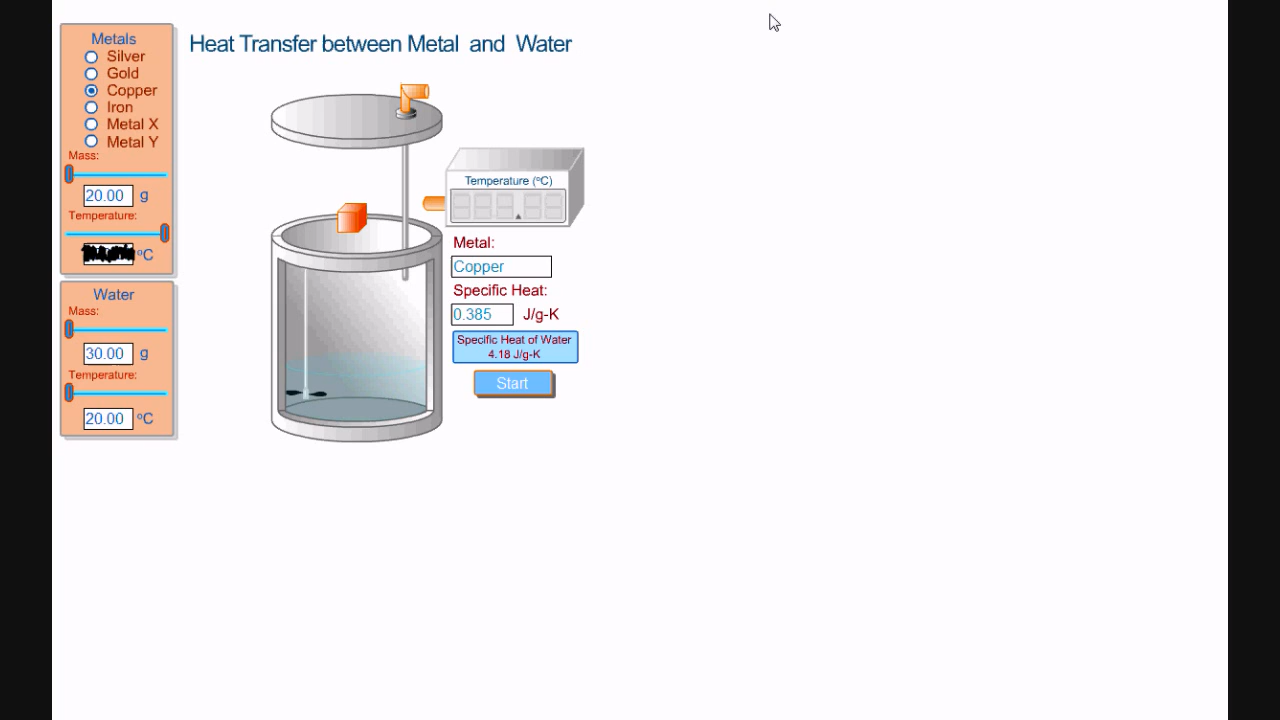 Heat Transfer between Metal and Water
Metals
Silver
Gold
Copper
Iron
Metal X
Metal Y
Mass:
20.00 g
Temperature:
°C
Water
Mass:
30.00 g
Temperature:
20.00 °C
Temperature (°C)
Metal:
Copper
Specific Heat:
0.385 J/g-K
Specific Heat of Water
4.18 J/g-K
Start